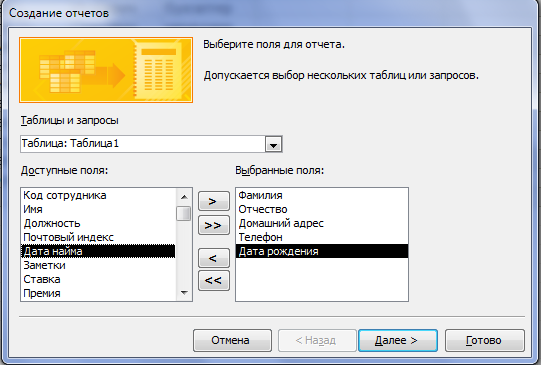 Создание отчетов
Выберите поля для отчета.
Допускается выбор нескольких таблиц или запросов.
Таблицы и запросы
Таблица: Таблица1
Доступные поля:
Код сотрудника
Имя
Должность
Почтовый индекс
Дата найма
Заметки
Ставка
Премия
>
>>
<
<<
Выбранные поля:
Фамилия
Отчество
Домашний адрес
Телефон
Дата рождения
Отмена
< Назад
Далее >
Готово